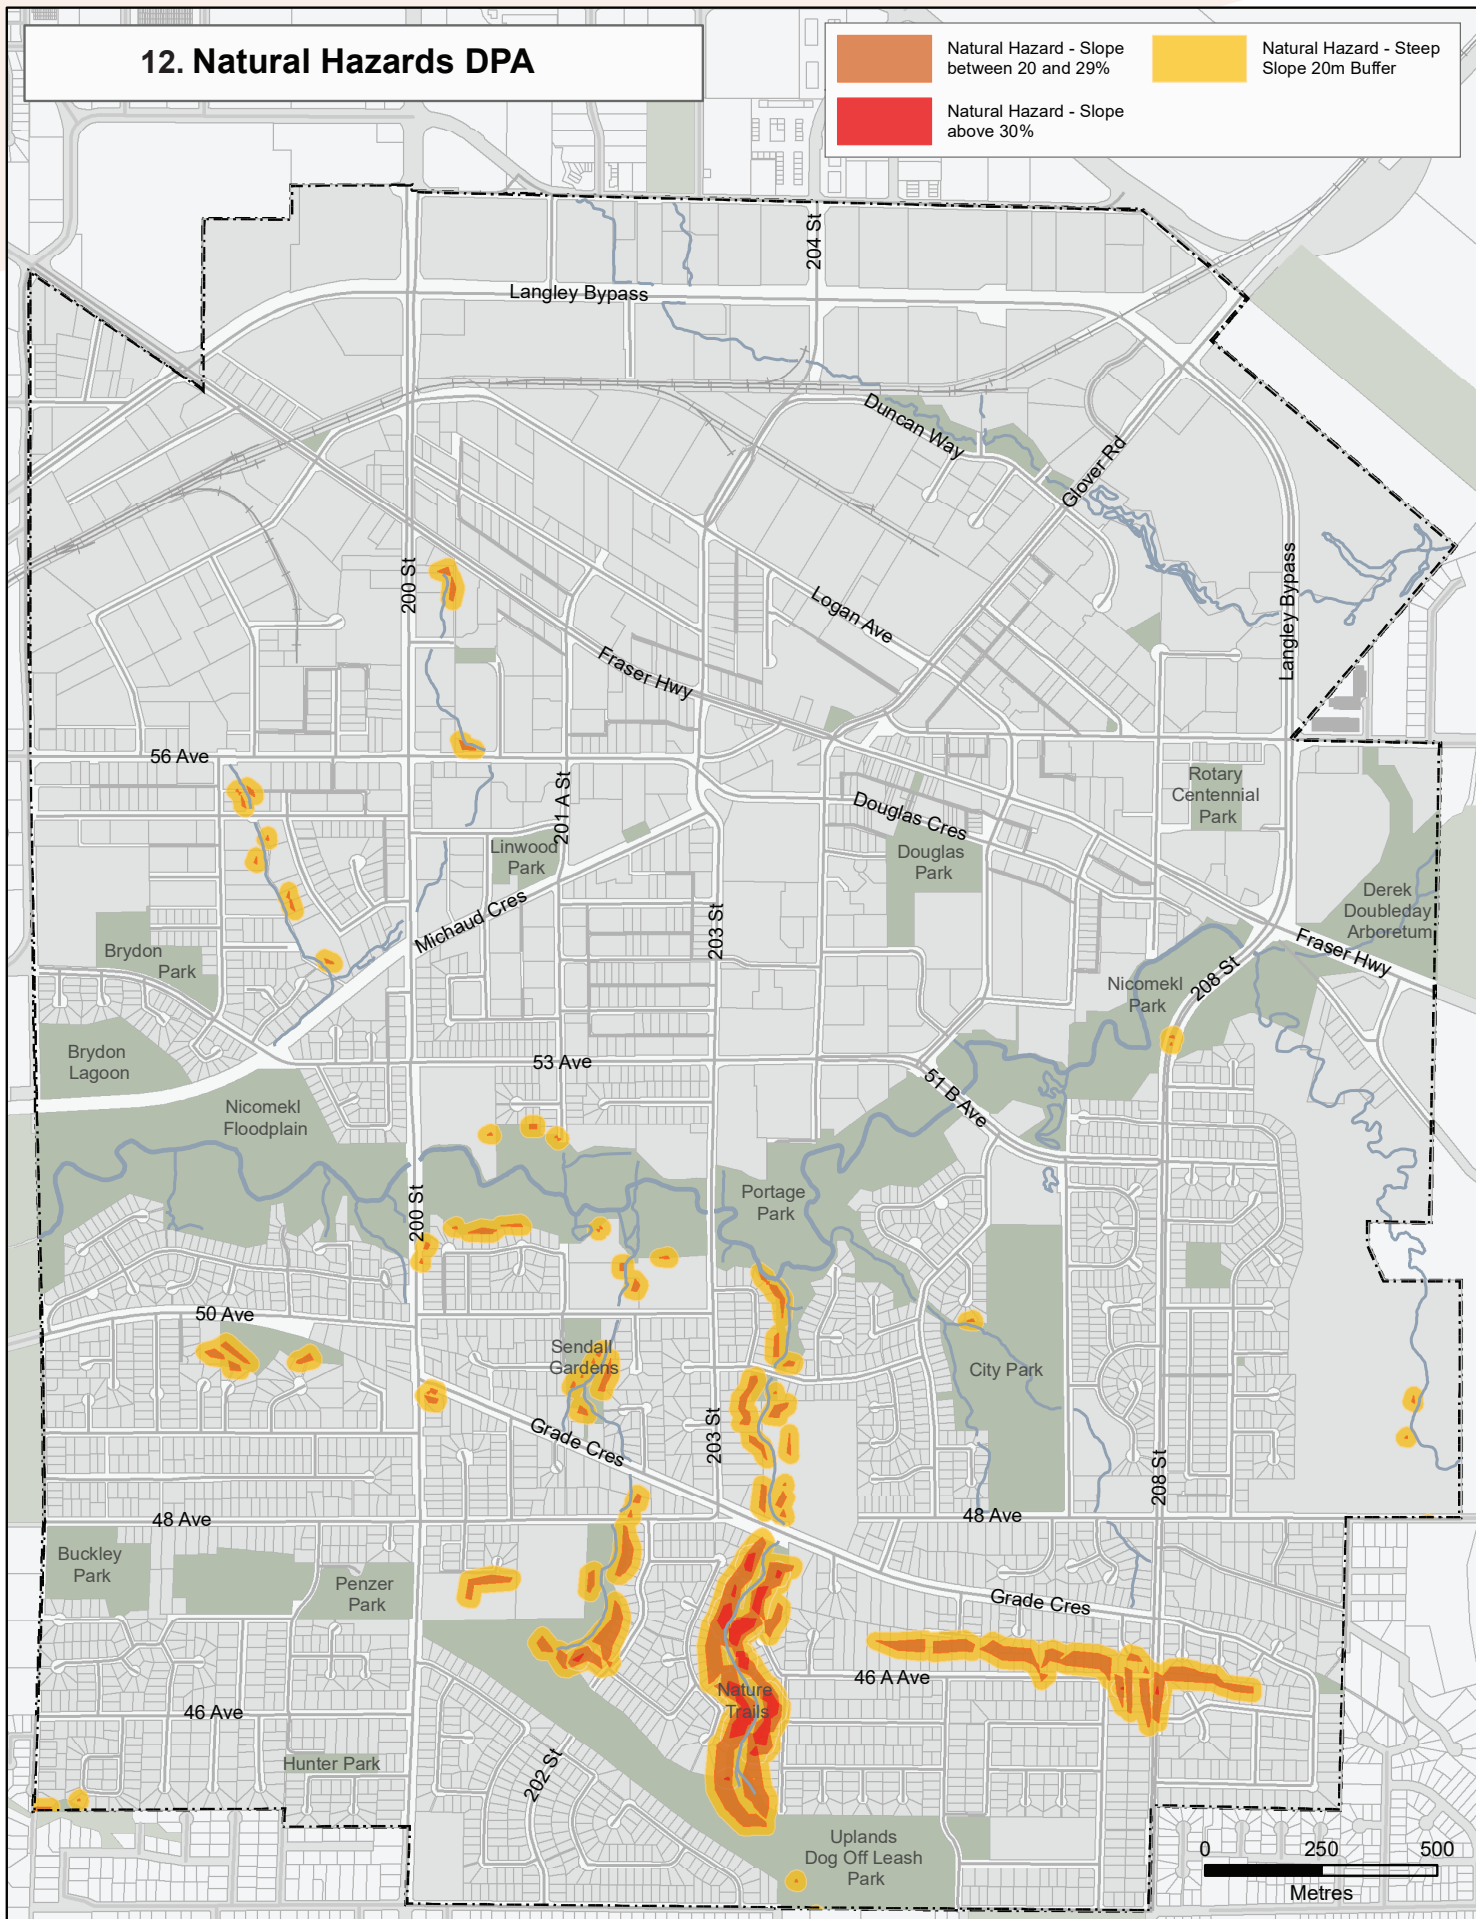 12. Natural Hazards DPA
Natural Hazard - Slope
between 20 and 29%
Natural Hazard - Steep
Slope 20m Buffer
Natural Hazard - Slope
above 30%
204 St
Langley Bypass
Duncan Way
Glover Rd
200 St
Langley Bypass
Logan Ave
Fraser Hwy
56 Ave
201 A St
Rotary
Centennial
Park
Douglas Cres
Linwood
Park
Douglas
Park
Derek
Doubleday
Arboretum
Michaud Cres
203 St
Brydon
Park
Fraser Hwy
208 St
Nicomekl
Park
Brydon
Lagoon
53 Ave
51 B Ave
Nicomekl
Floodplain
200 St
Portage
Park
50 Ave
Sendall
Gardens
City Park
Grade Cres
203 St
208 St
48 Ave
48 Ave
Buckley
Park
Penzer
Park
Grade Cres
46 A Ave
Nature
Trails
46 Ave
Hunter Park
202 St
Uplands
Dog Off Leash
Park
0 250 500
Metres